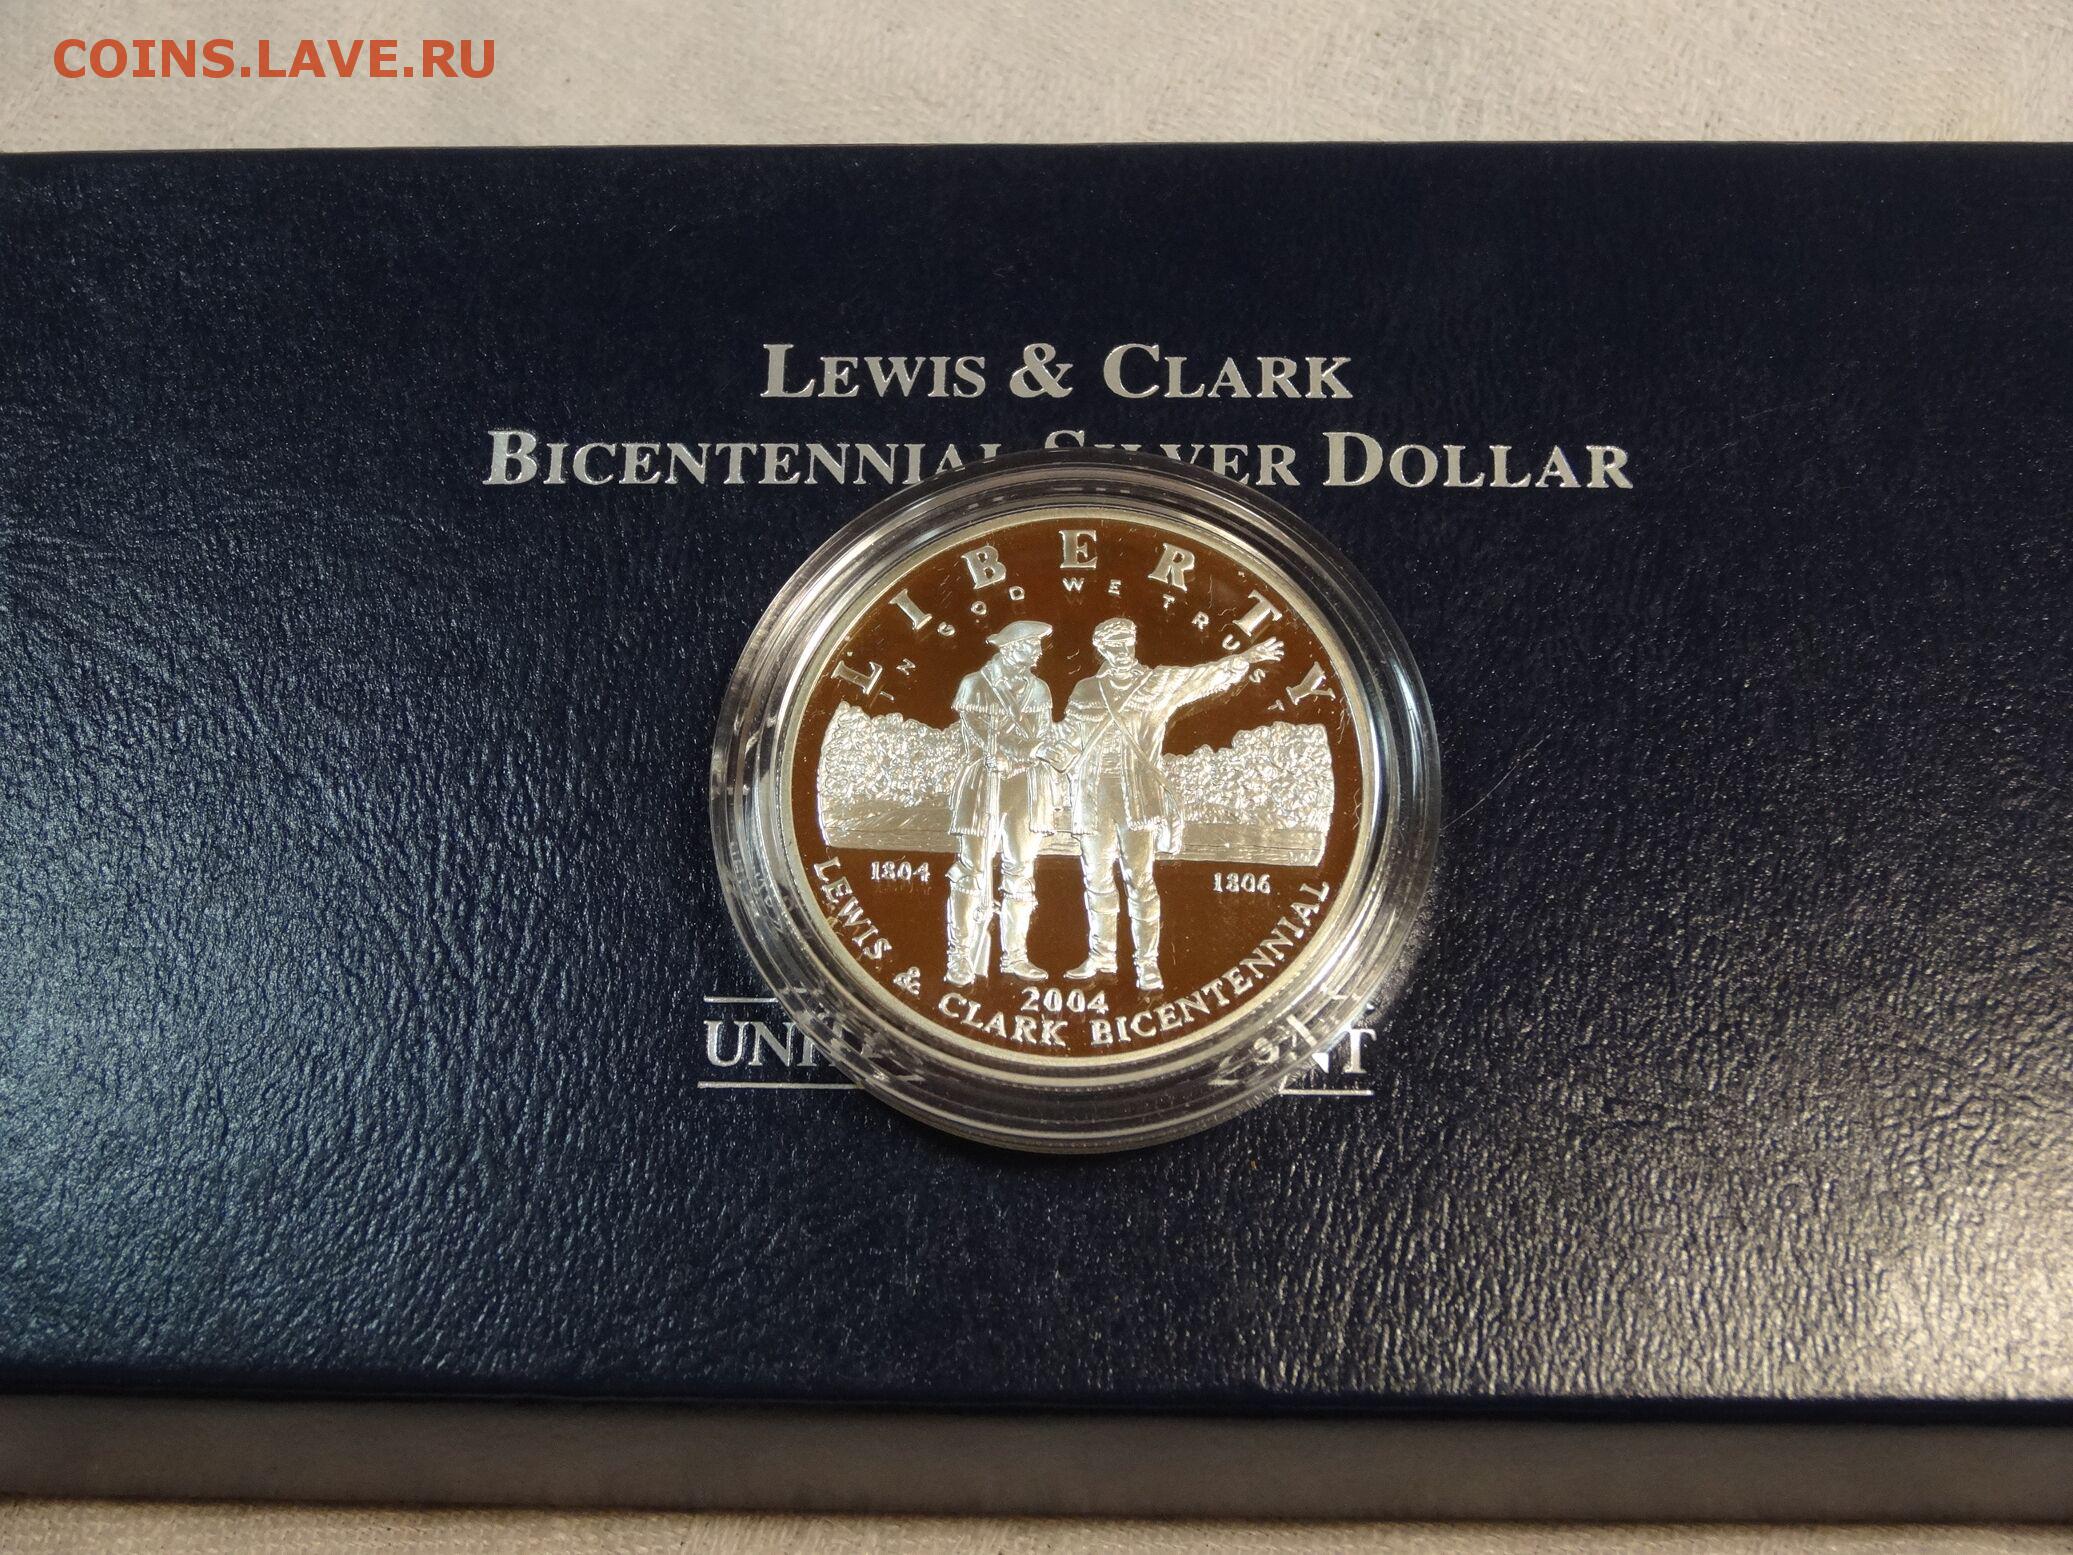 COINS.LAVE.RU
LEWIS & CLARK
BICENTENNIAL SILVER DOLLAR
LIBERTY
IN GOD WE TRUST
1804
1806
2004
LEWIS & CLARK BICENTENNIAL